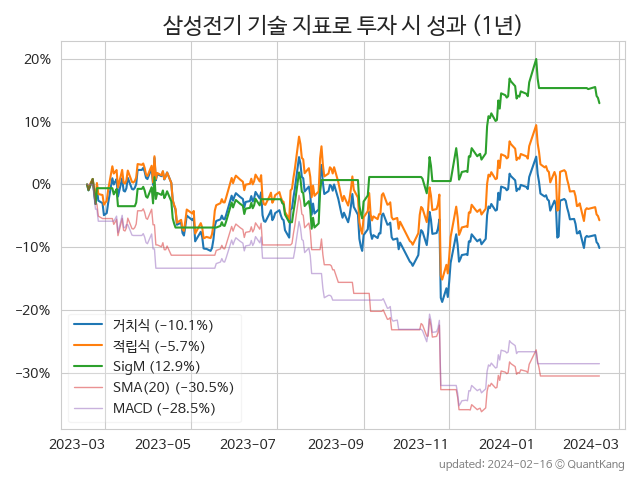 삼성전기 기술 지표로 투자 시 성과 (1년)
20%
10%
0%
−10%
−20%
−30%
거치식 (−10.1%)
적립식 (−5.7%)
SigM (12.9%)
SMA(20) (−30.5%)
MACD (−28.5%)
2023-03
2023-05
2023-07
2023-09
2023-11
2024-01
2024-03
updated: 2024-02-16 ⓒ QuantKang